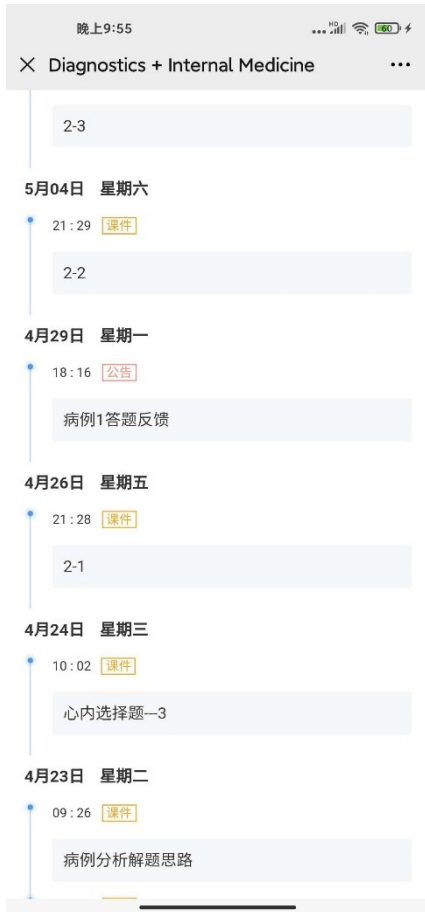 晚上9:55
HD
60
Diagnostics + Internal Medicine
2-3
5月04日 星期六
21:29 课件
2-2
4月29日 星期一
18:16 公告
病例1答题反馈
4月26日 星期五
21:28 课件
2-1
4月24日 星期三
10:02 课件
心内选择题---3
4月23日 星期二
09:26 课件
病例分析解题思路